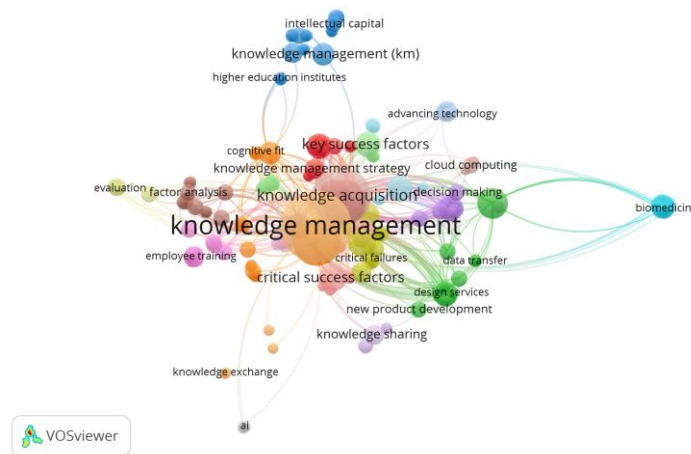 intellectual capital
knowledge management (km)
higher education institutes
advancing technology
key success factors
cognitive fit
knowledge management strategy
cloud computing
evaluation
factor analysis
knowledge acquisition
decision making
biomedicin
knowledge management
employee training
critical failures
data transfer
critical success factors
design services
new product development
knowledge sharing
knowledge exchange
ai
VOSviewer